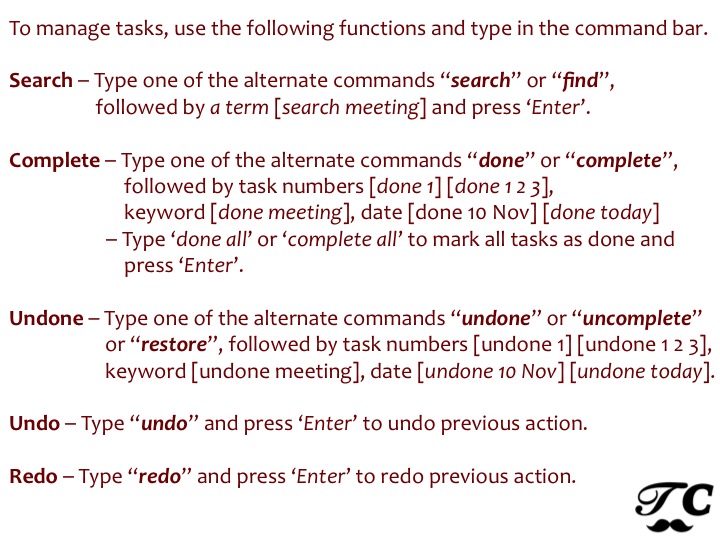 To manage tasks, use the following functions and type in the command bar.
Search – Type one of the alternate commands “search” or “find”,
followed by a term [search meeting] and press ‘Enter’.
Complete – Type one of the alternate commands “done” or “complete”,
followed by task numbers [done 1] [done 1 2 3],
keyword [done meeting], date [done 10 Nov] [done today]
– Type ‘done all’ or ‘complete all’ to mark all tasks as done and
press ‘Enter’.
Undone – Type one of the alternate commands “undone” or “uncomplete”
or “restore”, followed by task numbers [undone 1] [undone 1 2 3],
keyword [undone meeting], date [undone 10 Nov] [undone today].
Undo – Type “undo” and press ‘Enter’ to undo previous action.
Redo – Type “redo” and press ‘Enter’ to redo previous action.
TC